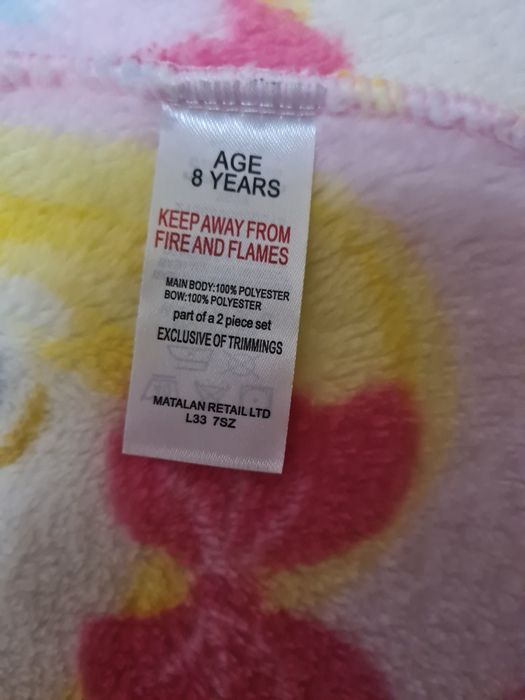 AGE
8 YEARS
KEEP AWAY FROM
FIRE AND FLAMES
MAIN BODY:100% POLYESTER
BOW:100% POLYESTER
part of a 2 piece set
EXCLUSIVE OF TRIMMINGS
MATALAN RETAIL LTD
L33 7SZ